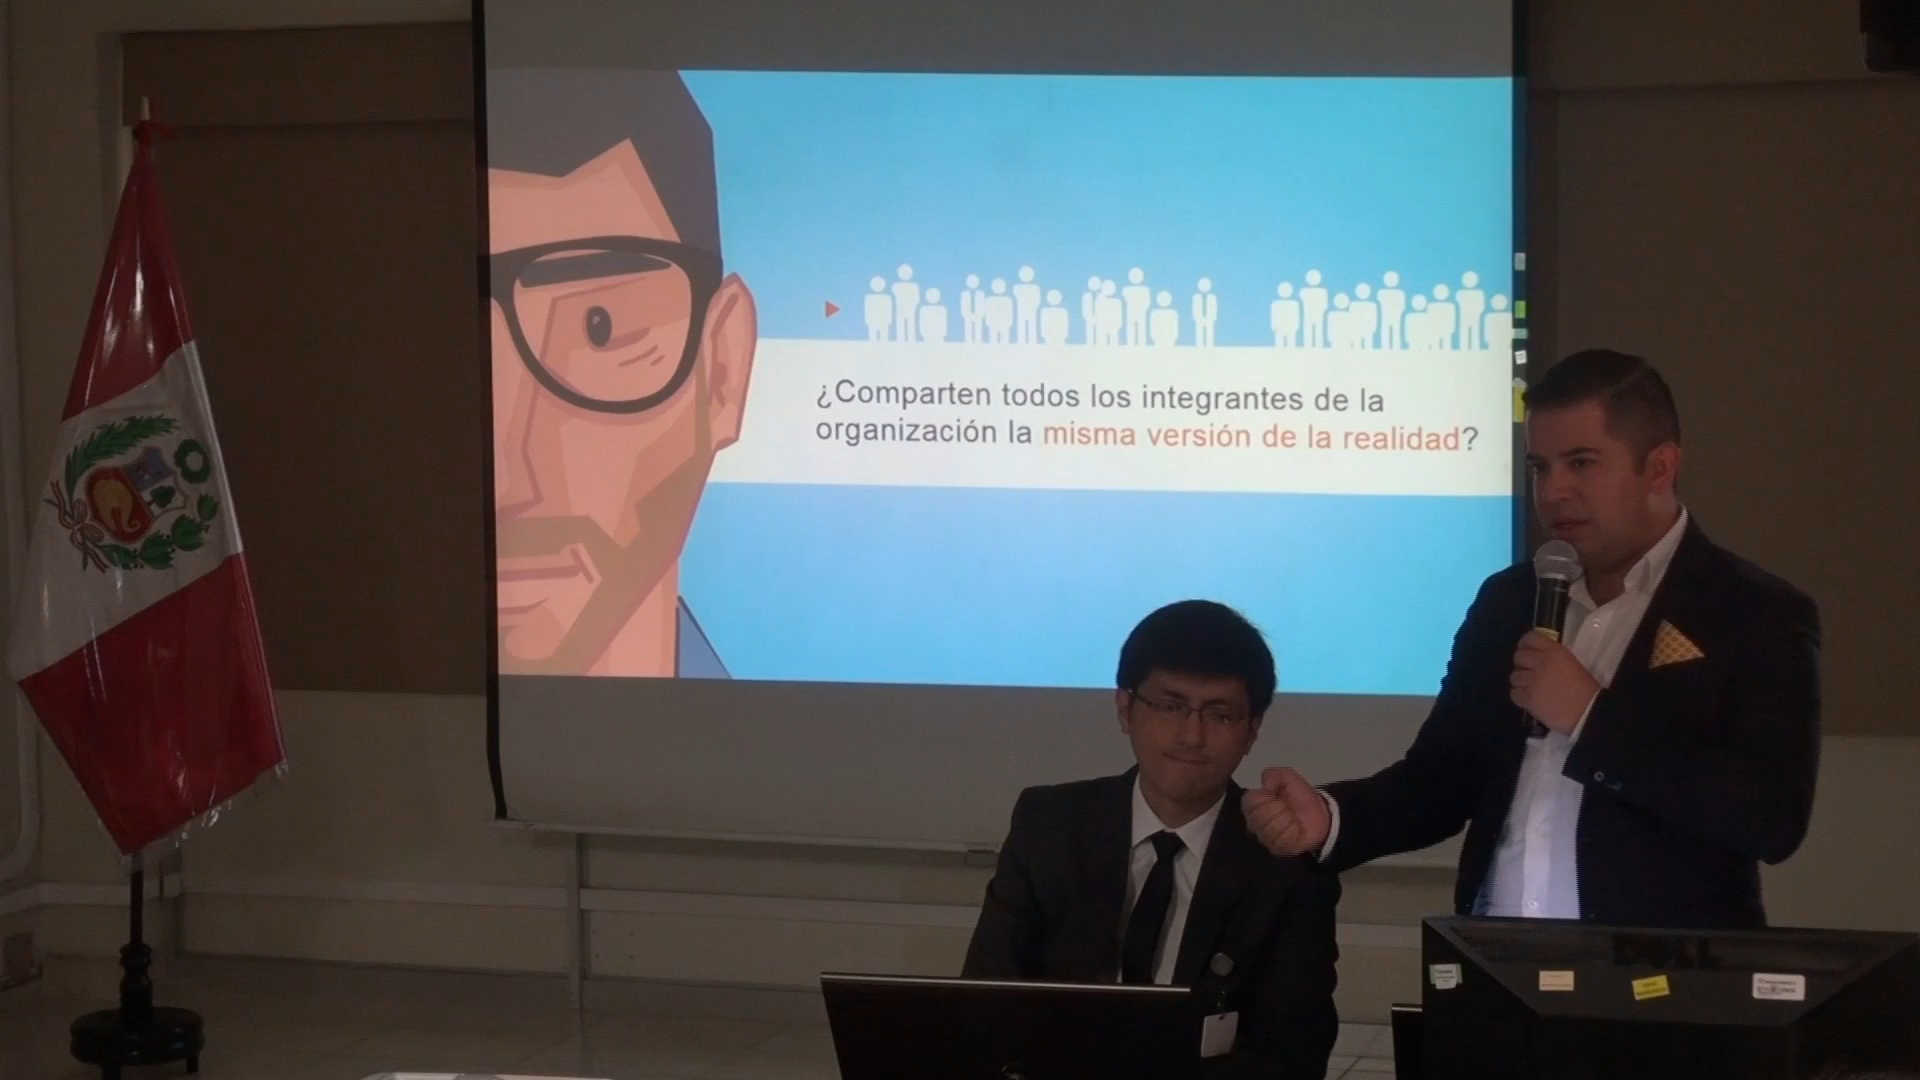 ¿Comparten todos los integrantes de la
organización la misma versión de la realidad?